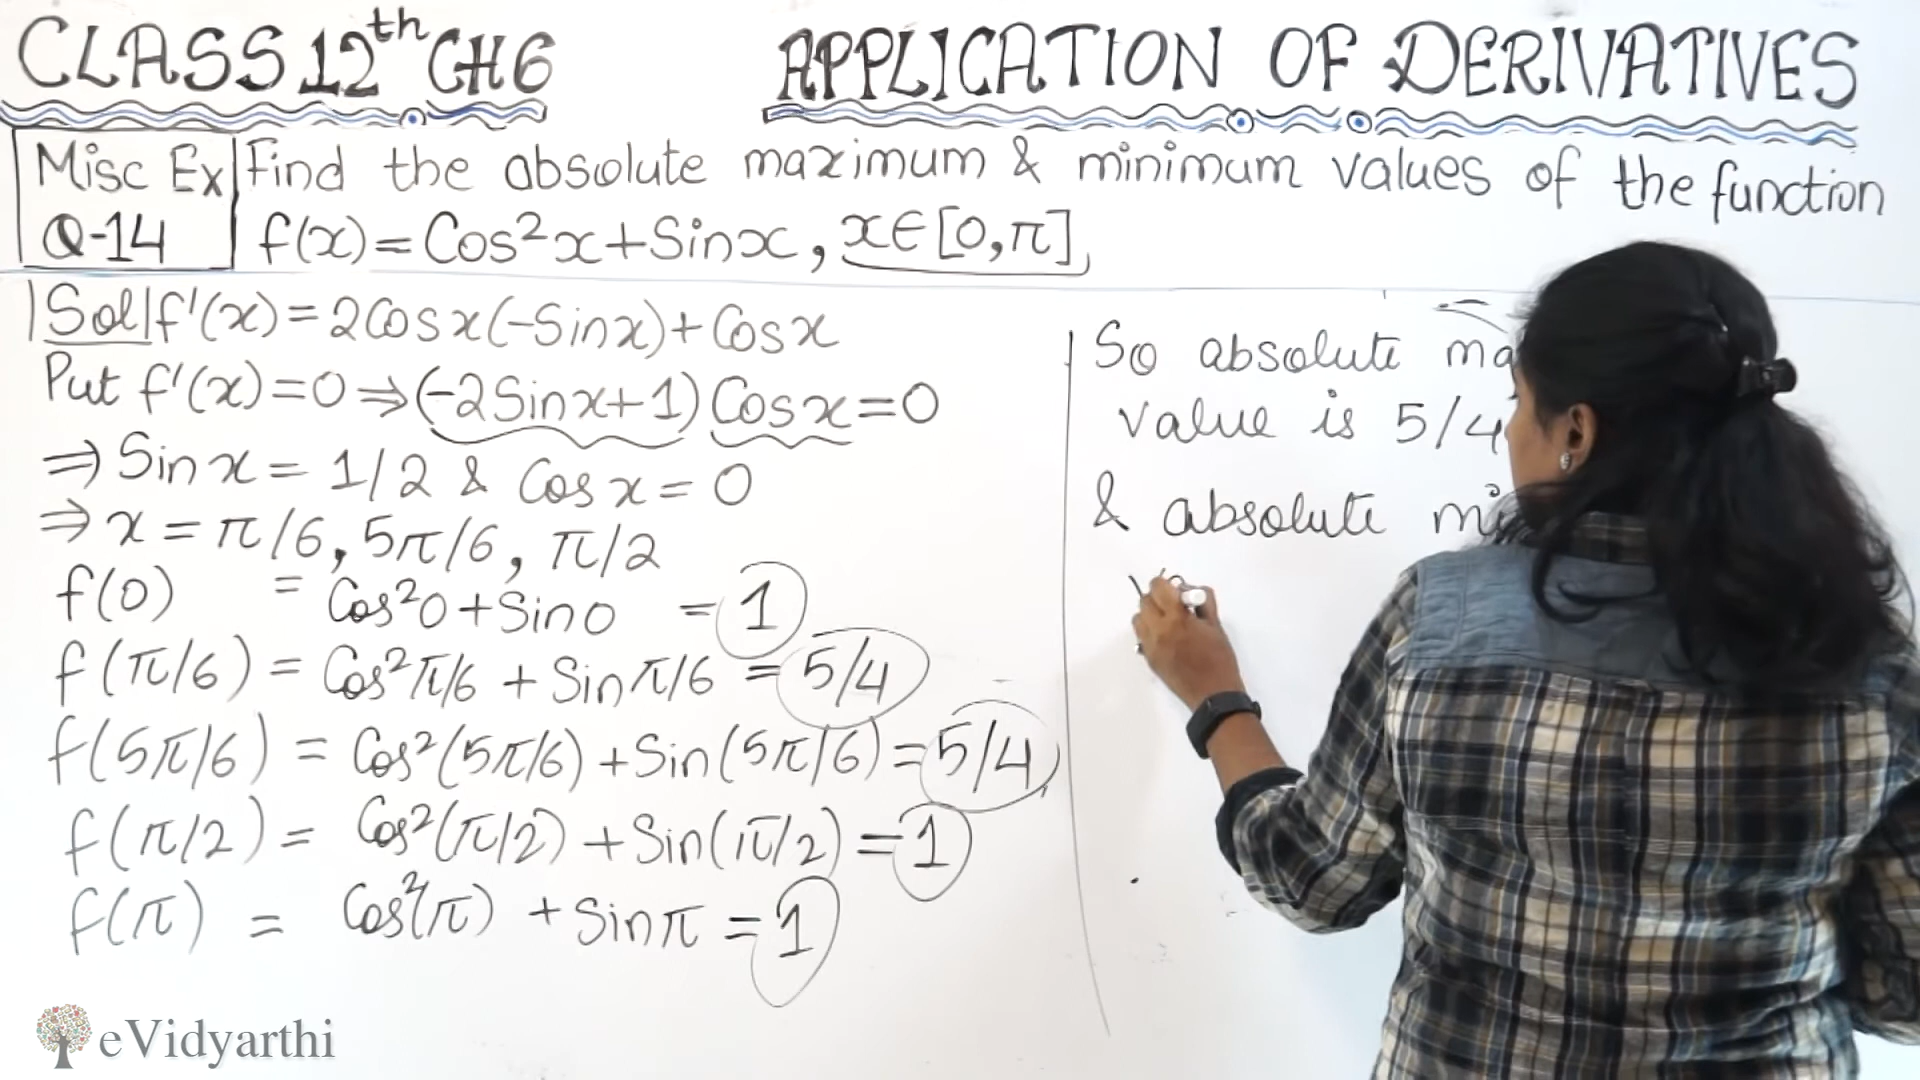 CLASS 12th CH 6 APPLICATION OF DERIVATIVES
Misc Ex
Q-14
Find the absolute maximum & minimum values of the function
f(x) = Cos²x + Sinx, x∈[0,π]
Sol f'(x) = 2Cosx(-Sinx) + Cosx
Put f'(x) = 0 ⇒ (-2Sinx+1) Cosx = 0
⇒ Sinx = 1/2 & Cosx = 0
⇒ x = π/6, 5π/6, π/2
f(0) = Cos²0 + Sin0 = 1
f(π/6) = Cos²π/6 + Sinπ/6 = 5/4
f(5π/6) = Cos²(5π/6) + Sin(5π/6) = 5/4
f(π/2) = Cos²(π/2) + Sin(π/2) = 1
f(π) = Cos²(π) + Sinπ = 1
So absolute
value is 5/4
& absolute
eVidyarthi